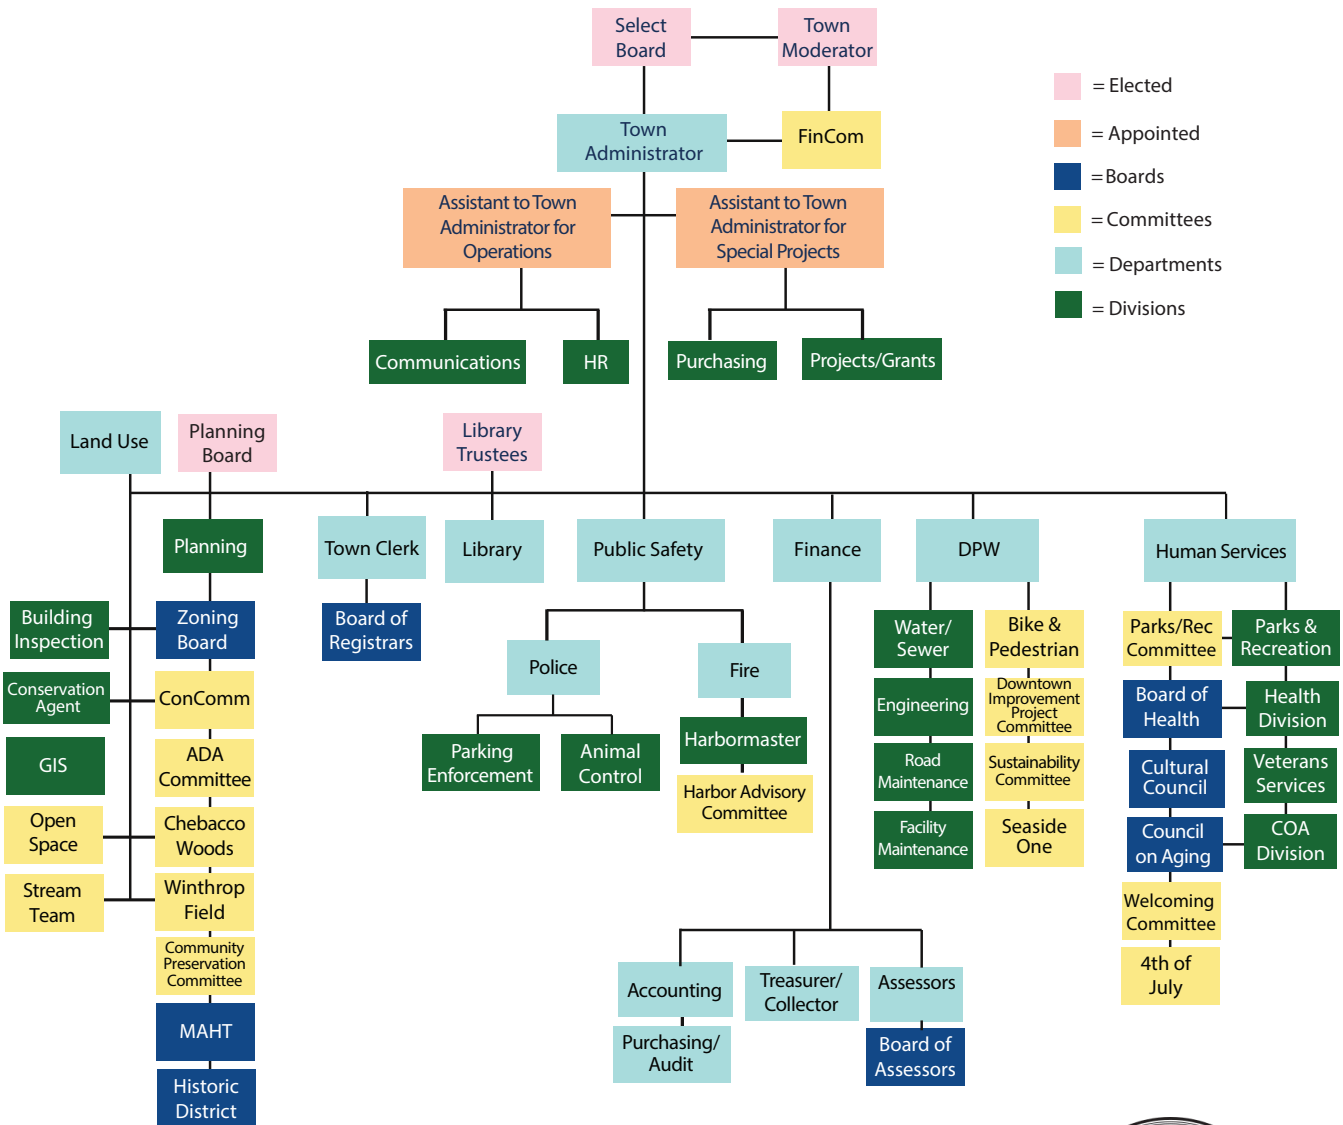 Select
Board
Town
Moderator
= Elected
= Appointed
= Boards
= Committees
= Departments
= Divisions
Town
Administrator
FinCom
Assistant to Town
Administrator for
Operations
Assistant to Town
Administrator for
Special Projects
Communications
HR
Purchasing
Projects/Grants
Land Use
Planning
Board
Library
Trustees
Planning
Town Clerk
Library
Public Safety
Finance
DPW
Human Services
Building
Inspection
Zoning
Board
Conservation
Agent
ConComm
GIS
ADA
Committee
Open
Space
Chebacco
Woods
Stream
Team
Winthrop
Field
Community
Preservation
Committee
MAHT
Historic
District
Board of
Registrars
Police
Fire
Parking
Enforcement
Animal
Control
Harbormaster
Harbor Advisory
Committee
Accounting
Treasurer/
Collector
Assessors
Purchasing/
Audit
Board of
Assessors
Water/
Sewer
Bike &
Pedestrian
Engineering
Downtown
Improvement
Project
Committee
Road
Maintenance
Sustainability
Committee
Facility
Maintenance
Seaside
One
Parks/Rec
Committee
Parks &
Recreation
Board of
Health
Health
Division
Cultural
Council
Veterans
Services
Council
on Aging
COA
Division
Welcoming
Committee
4th of
July